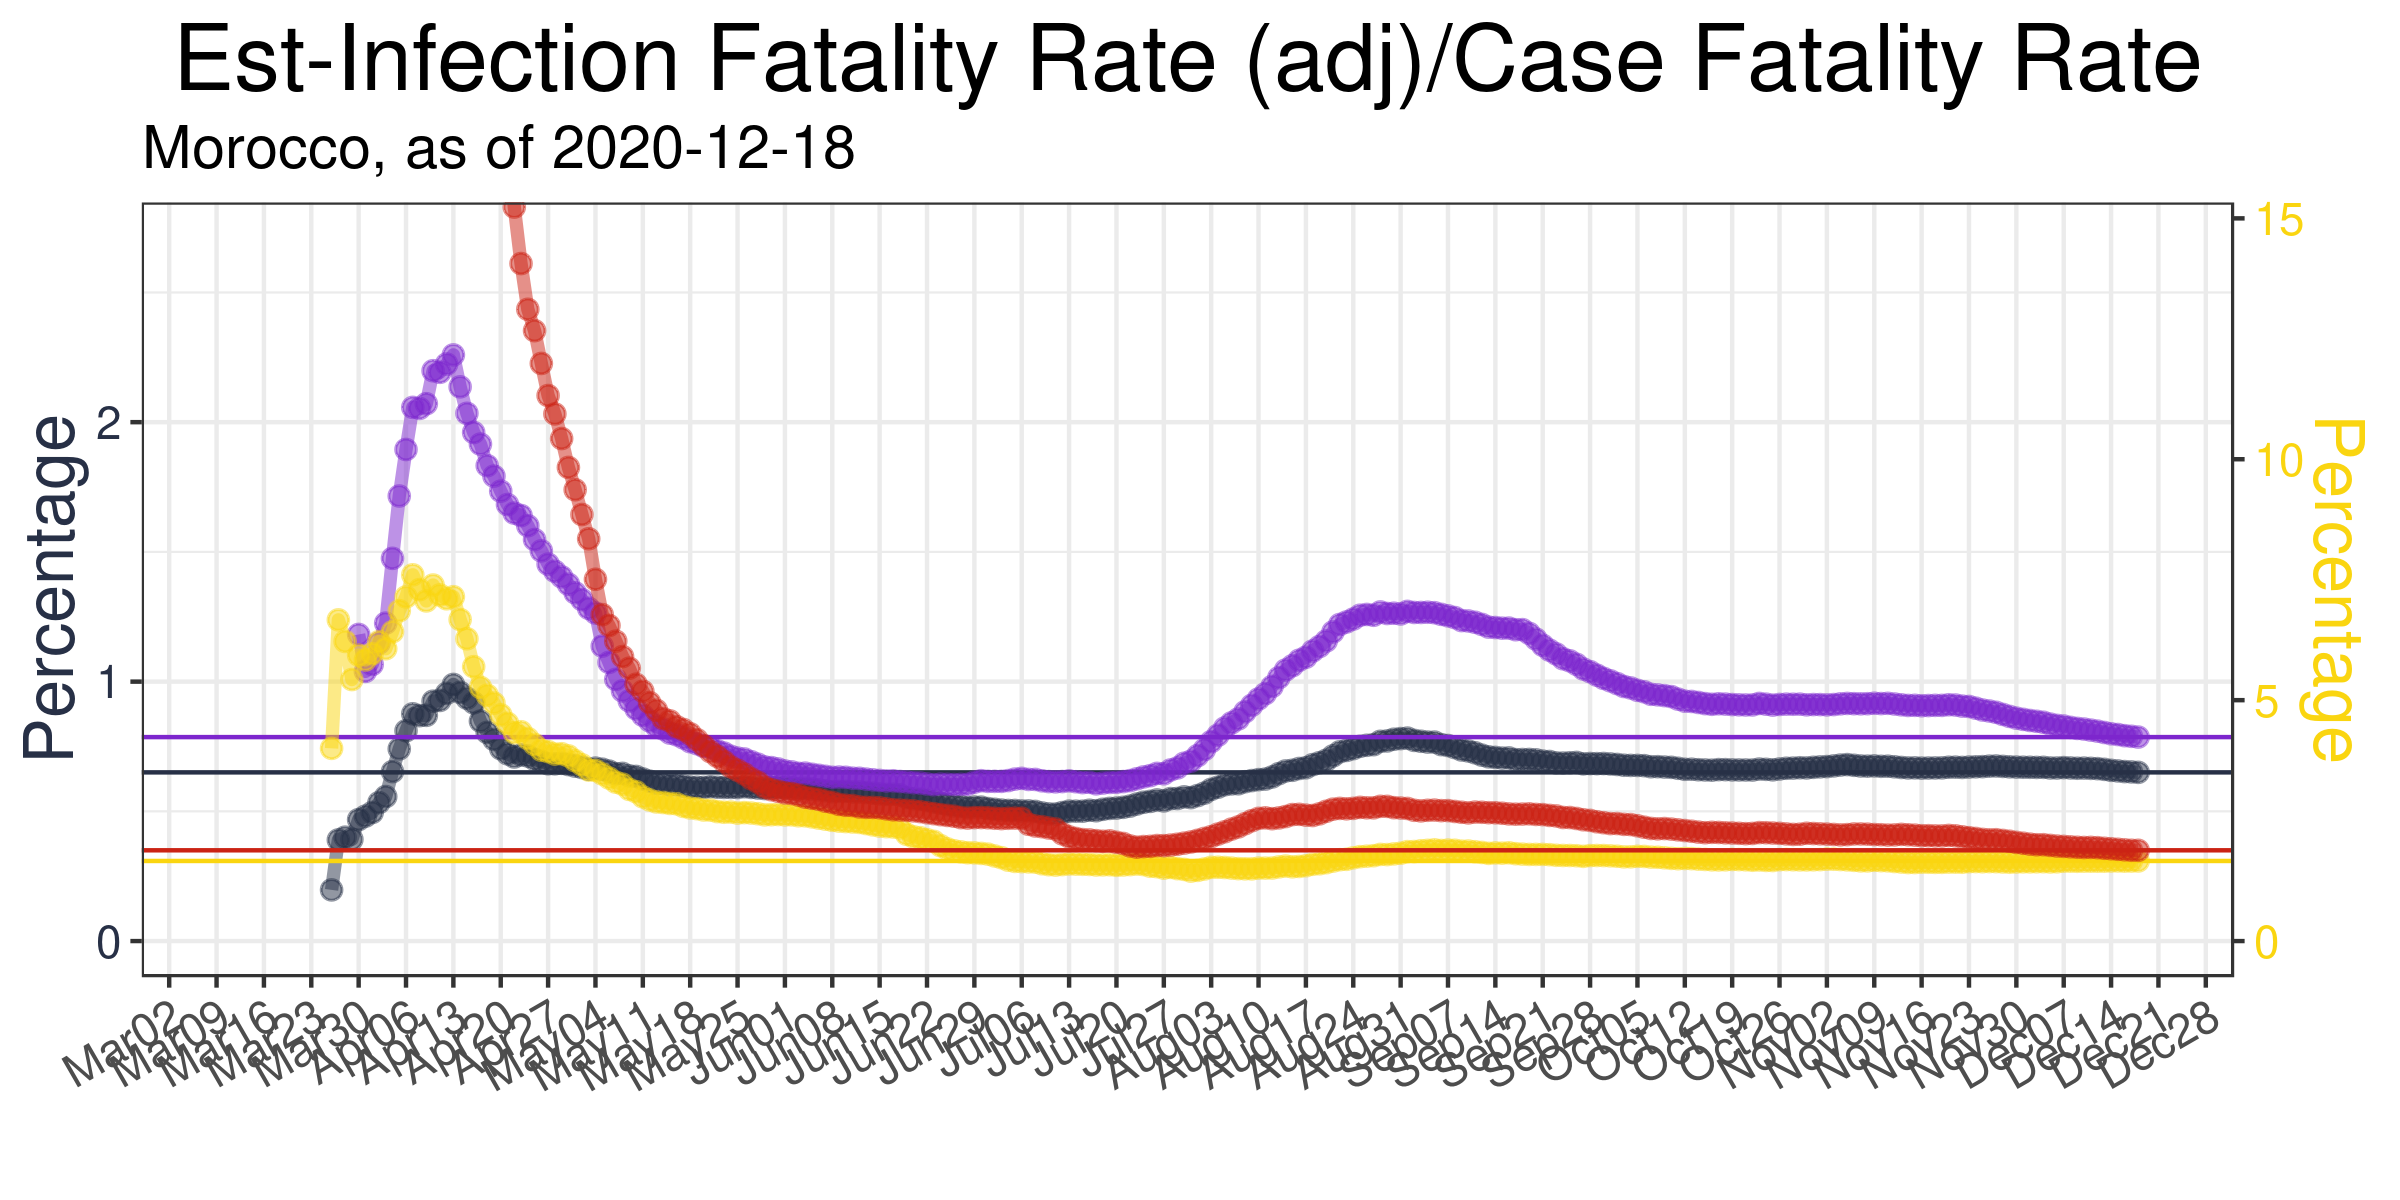 Est-Infection Fatality Rate (adj)/Case Fatality Rate
Morocco, as of 2020-12-18
Percentage
2
1
0
15
10
5
0
Percentage
Mar02
Mar09
Mar16
Mar23
Mar30
Apr06
Apr13
Apr20
Apr27
May04
May11
May18
May25
Jun01
Jun08
Jun15
Jun22
Jun29
Jul06
Jul13
Jul20
Jul27
Aug03
Aug10
Aug17
Aug24
Aug31
Sep07
Sep14
Sep21
Sep28
Oct05
Oct12
Oct19
Oct26
Nov02
Nov09
Nov16
Nov23
Nov30
Dec07
Dec14
Dec21
Dec28